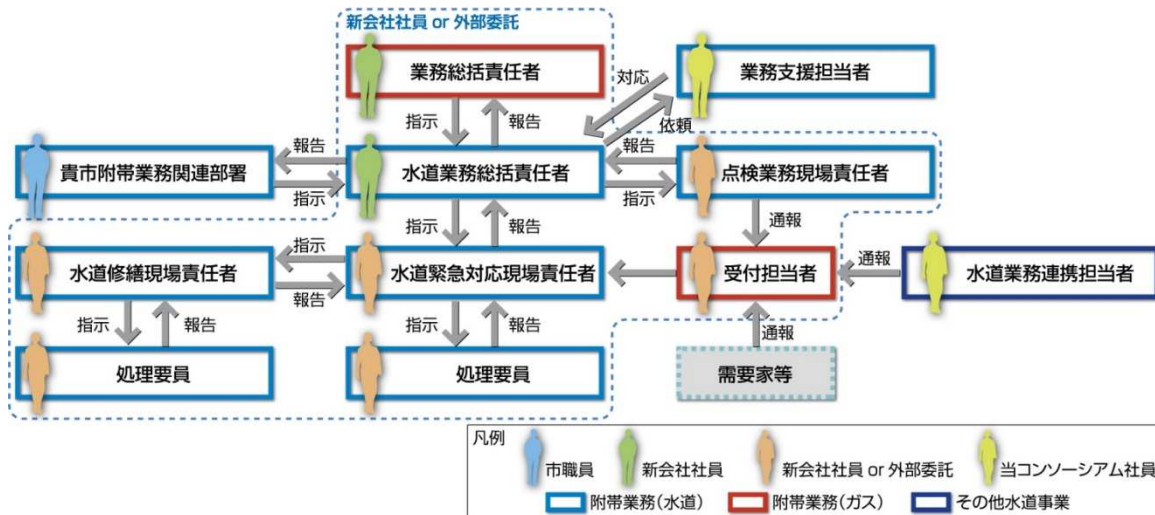 新会社社員 or 外部委託
業務総括責任者
業務支援担当者
対応
依頼
指示
報告
報告
報告
貴市附帯業務関連部署
水道業務総括責任者
点検業務現場責任者
指示
指示
指示
報告
通報
指示
水道修繕現場責任者
水道緊急対応現場責任者
受付担当者
通報
水道業務連携担当者
報告
指示
報告
指示
報告
通報
処理要員
処理要員
需要家等
凡例
市職員
新会社社員
新会社社員 or 外部委託
当コンソーシアム社員
附帯業務(水道)
附帯業務(ガス)
その他水道事業